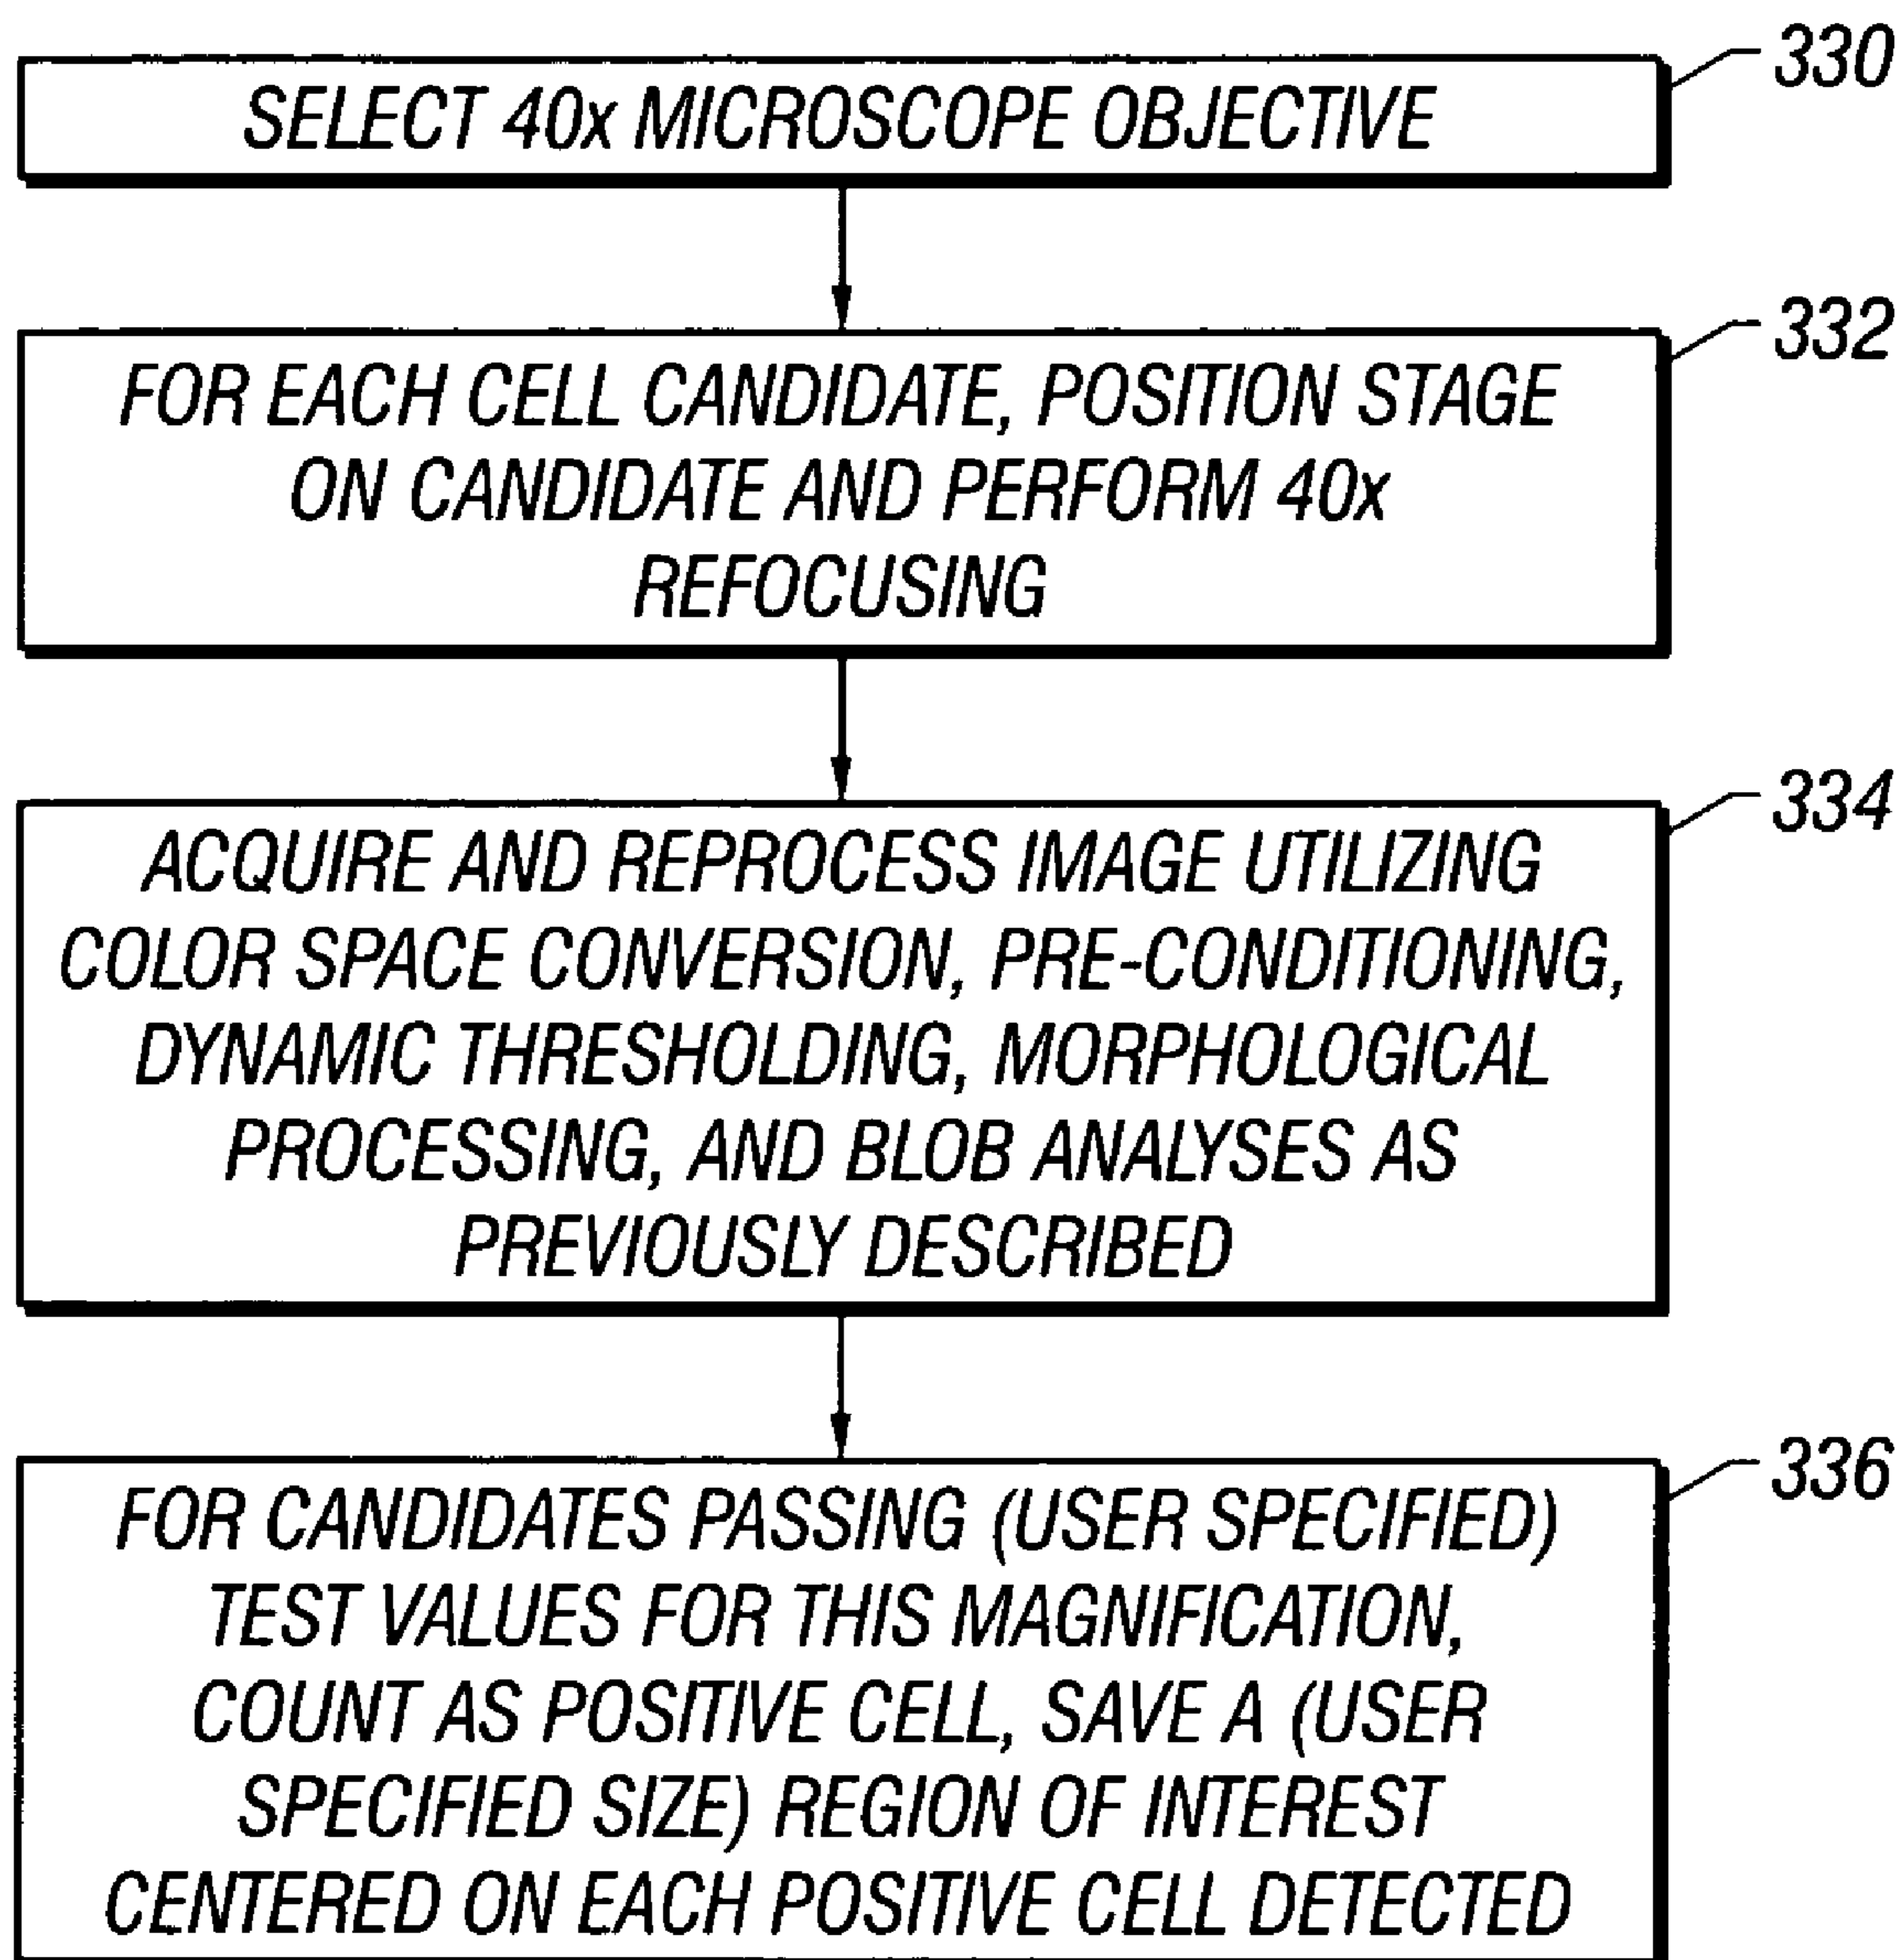 330
SELECT 40x MICROSCOPE OBJECTIVE
332
FOR EACH CELL CANDIDATE, POSITION STAGE
ON CANDIDATE AND PERFORM 40x
REFOCUSING
334
ACQUIRE AND REPROCESS IMAGE UTILIZING
COLOR SPACE CONVERSION, PRE-CONDITIONING,
DYNAMIC THRESHOLDING, MORPHOLOGICAL
PROCESSING, AND BLOB ANALYSES AS
PREVIOUSLY DESCRIBED
336
FOR CANDIDATES PASSING (USER SPECIFIED)
TEST VALUES FOR THIS MAGNIFICATION,
COUNT AS POSITIVE CELL, SAVE A (USER
SPECIFIED SIZE) REGION OF INTEREST
CENTERED ON EACH POSITIVE CELL DETECTED